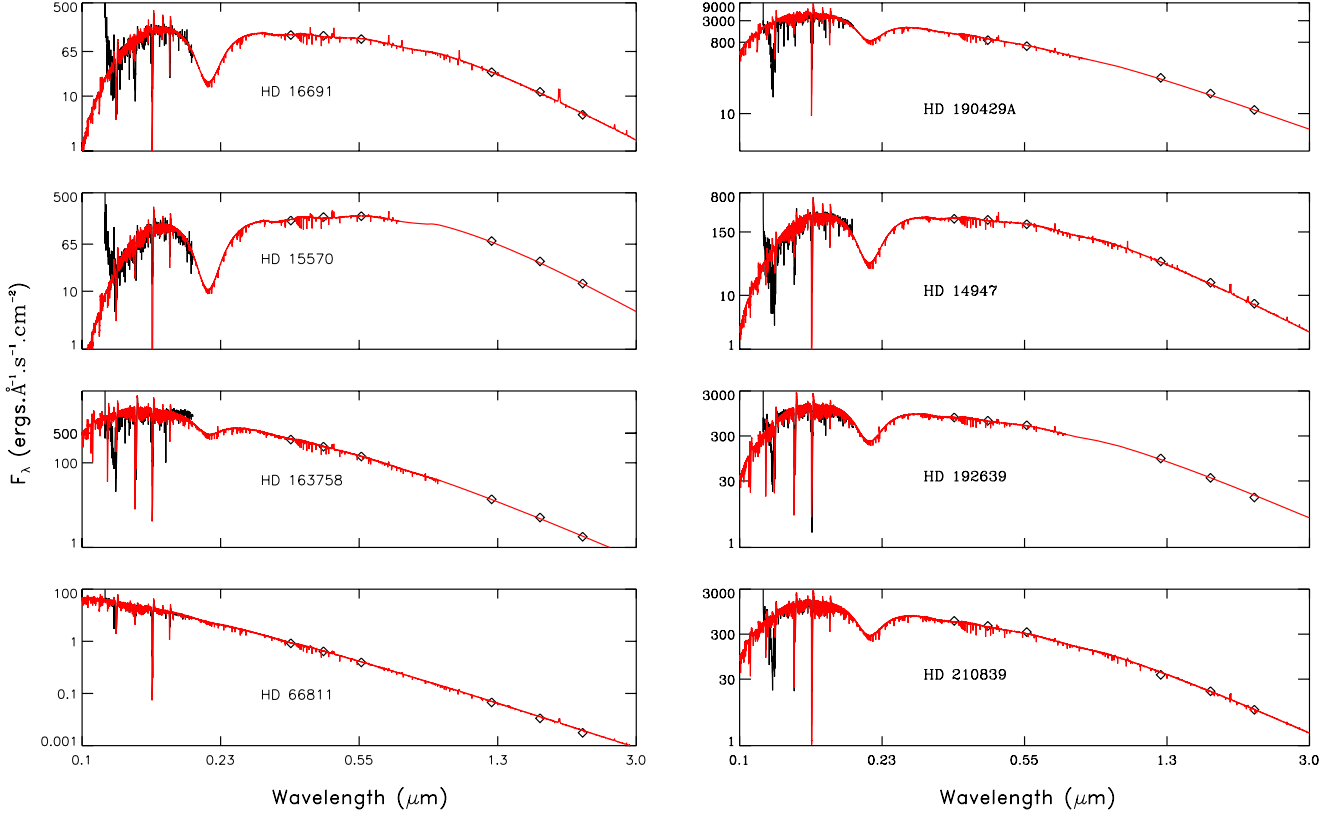 500
65
10
1
HD 16691
9000
3000
800
10
HD 190429A
500
65
10
1
HD 15570
800
150
10
1
HD 14947
500
100
1
HD 163758
3000
300
30
1
HD 192639
100
1
0.1
0.001
HD 66811
3000
300
30
1
HD 210839
0.1 0.23 0.55 1.3 3.0
0.1 0.23 0.55 1.3 3.0
Wavelength (μm)
Wavelength (μm)
F_λ (ergs.Å⁻¹.s⁻¹.cm⁻²)